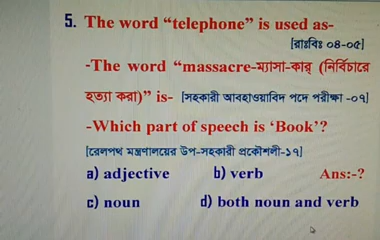 5. The word “telephone” is used as-
[রাঃবিঃ ০৪-০৫]
-The word “massacre-ম্যাসা-কার্ (নির্বিচারে
হত্যা করা)” is- [সহকারী আবহাওয়াবিদ পদে পরীক্ষা -০৭]
-Which part of speech is ‘Book’?
[রেলপথ মন্ত্রণালয়ের উপ-সহকারী প্রকৌশলী-১৭]
a) adjective b) verb Ans:-?
c) noun d) both noun and verb